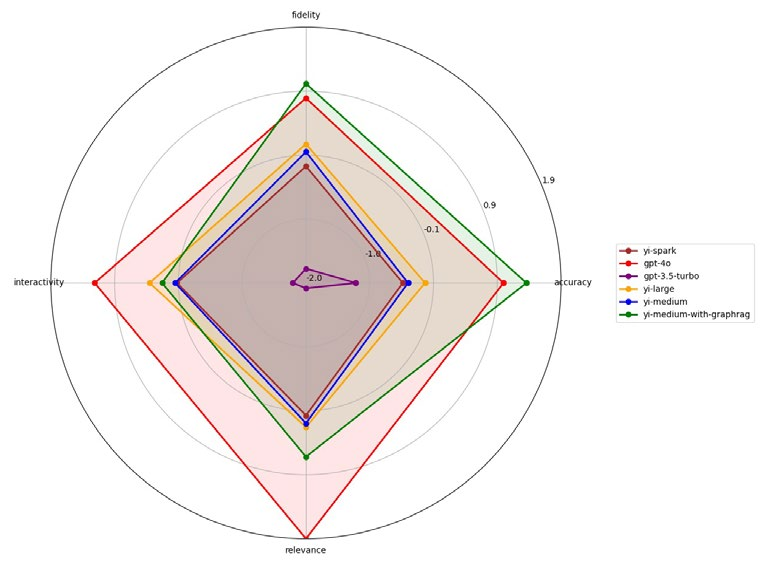 fidelity
1.9
0.9
-0.1
-1.0
-2.0
interactivity
accuracy
relevance
yi-spark
gpt-4o
gpt-3.5-turbo
yi-large
yi-medium
yi-medium-with-graphrag